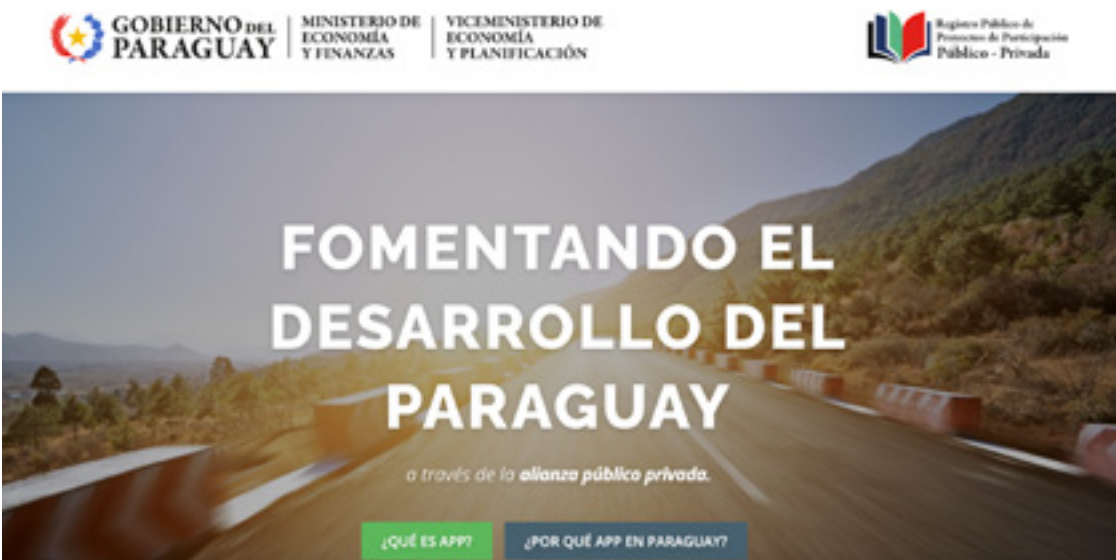 GOBIERNO DEL
PARAGUAY
MINISTERIO DE
ECONOMÍA
Y FINANZAS
VICEMINISTERIO DE
ECONOMÍA
Y PLANIFICACIÓN
Registro Público de
Proyectos de Participación
Público - Privada
FOMENTANDO EL
DESARROLLO DEL
PARAGUAY
a través de la alianza público privada.
¿QUÉ ES APP?
¿POR QUÉ APP EN PARAGUAY?